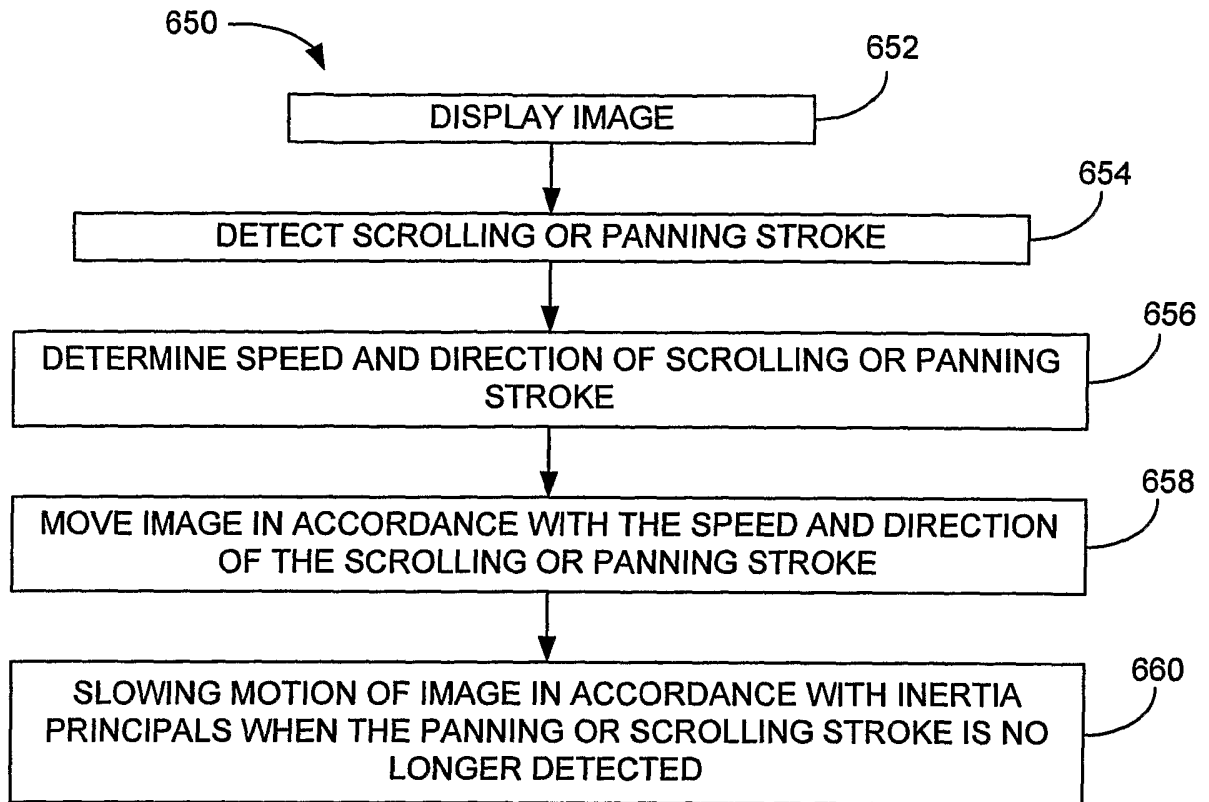 650
652
DISPLAY IMAGE
654
DETECT SCROLLING OR PANNING STROKE
656
DETERMINE SPEED AND DIRECTION OF SCROLLING OR PANNING
STROKE
658
MOVE IMAGE IN ACCORDANCE WITH THE SPEED AND DIRECTION
OF THE SCROLLING OR PANNING STROKE
660
SLOWING MOTION OF IMAGE IN ACCORDANCE WITH INERTIA
PRINCIPALS WHEN THE PANNING OR SCROLLING STROKE IS NO
LONGER DETECTED